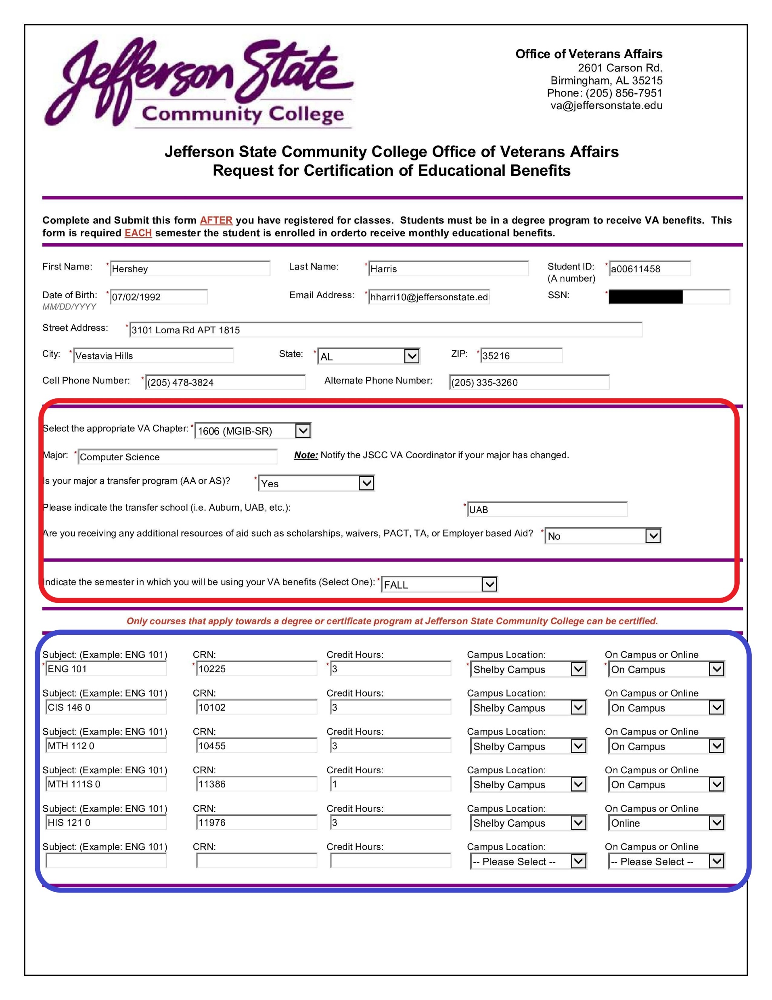 Jefferson State
Community College
Office of Veterans Affairs
2601 Carson Rd.
Birmingham, AL 35215
Phone: (205) 856-7951
va@jeffersonstate.edu
Jefferson State Community College Office of Veterans Affairs
Request for Certification of Educational Benefits
Complete and Submit this form AFTER you have registered for classes. Students must be in a degree program to receive VA benefits. This
form is required EACH semester the student is enrolled in orderto receive monthly educational benefits.
First Name: * Hershey Last Name: * Harris Student ID: * a00611458
(A number)
Date of Birth: * 07/02/1992 Email Address: * hharri10@jeffersonstate.ed SSN: *
MM/DD/YYYY
Street Address: * 3101 Lorna Rd APT 1815
City: * Vestavia Hills State: * AL ZIP: * 35216
Cell Phone Number: * (205) 478-3824 Alternate Phone Number: (205) 335-3260
Select the appropriate VA Chapter: * 1606 (MGIB-SR)
Major: * Computer Science Note: Notify the JSCC VA Coordinator if your major has changed.
Is your major a transfer program (AA or AS)? * Yes
Please indicate the transfer school (i.e. Auburn, UAB, etc.): * UAB
Are you receiving any additional resources of aid such as scholarships, waivers, PACT, TA, or Employer based Aid? * No
Indicate the semester in which you will be using your VA benefits (Select One): * FALL
Only courses that apply towards a degree or certificate program at Jefferson State Community College can be certified.
Subject: (Example: ENG 101) CRN: Credit Hours: Campus Location: On Campus or Online
* ENG 101 * 10225 * 3 * Shelby Campus * On Campus
Subject: (Example: ENG 101) CRN: Credit Hours: Campus Location: On Campus or Online
CIS 146 0 10102 3 Shelby Campus On Campus
Subject: (Example: ENG 101) CRN: Credit Hours: Campus Location: On Campus or Online
MTH 112 0 10455 3 Shelby Campus On Campus
Subject: (Example: ENG 101) CRN: Credit Hours: Campus Location: On Campus or Online
MTH 111S 0 11386 1 Shelby Campus On Campus
Subject: (Example: ENG 101) CRN: Credit Hours: Campus Location: On Campus or Online
HIS 121 0 11976 3 Shelby Campus Online
Subject: (Example: ENG 101) CRN: Credit Hours: Campus Location: On Campus or Online
-- Please Select -- -- Please Select --